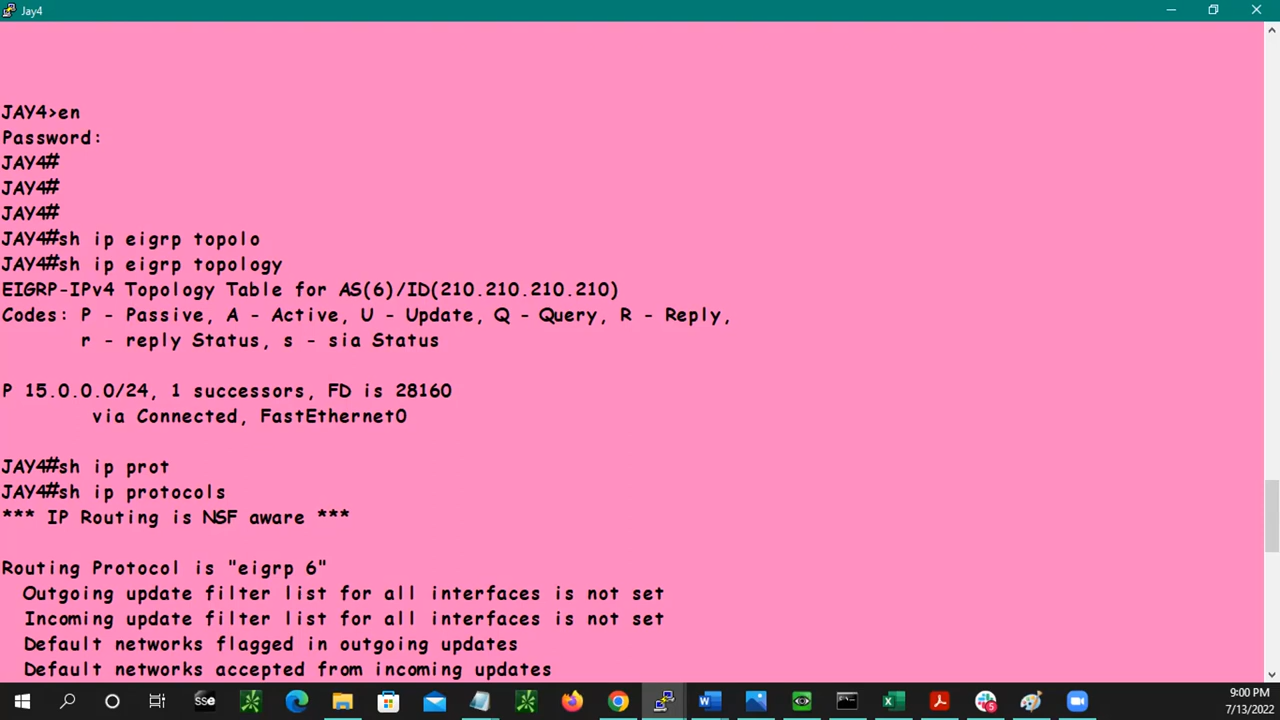 Jay4
JAY4>en
Password:
JAY4#
JAY4#
JAY4#
JAY4#sh ip eigrp topolo
JAY4#sh ip eigrp topology
EIGRP-IPv4 Topology Table for AS(6)/ID(210.210.210.210)
Codes: P - Passive, A - Active, U - Update, Q - Query, R - Reply,
r - reply Status, s - sia Status
P 15.0.0.0/24, 1 successors, FD is 28160
via Connected, FastEthernet0
JAY4#sh ip prot
JAY4#sh ip protocols
*** IP Routing is NSF aware ***
Routing Protocol is "eigrp 6"
Outgoing update filter list for all interfaces is not set
Incoming update filter list for all interfaces is not set
Default networks flagged in outgoing updates
Default networks accepted from incoming updates
sse
5
9:00 PM
7/13/2022